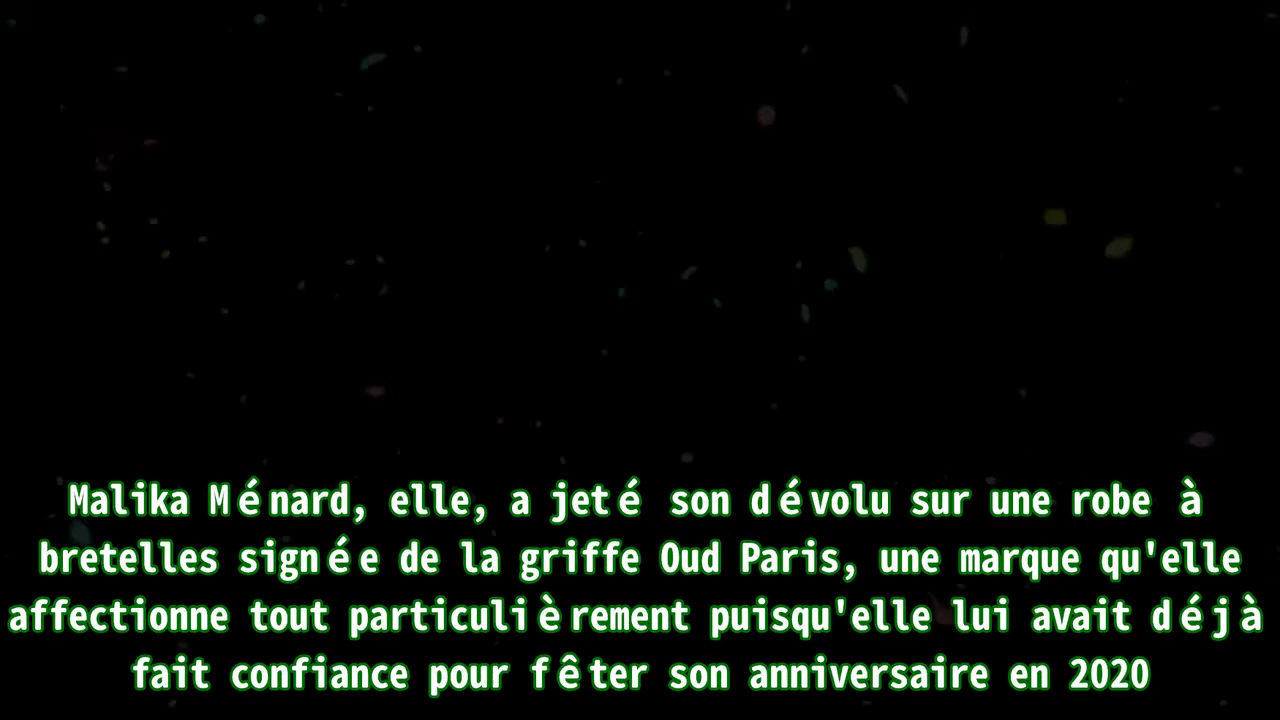 Malika Ménard, elle, a jeté son dévolu sur une robe à
bretelles signée de la griffe Oud Paris, une marque qu'elle
affectionne tout particulièrement puisqu'elle lui avait déjà
fait confiance pour fêter son anniversaire en 2020